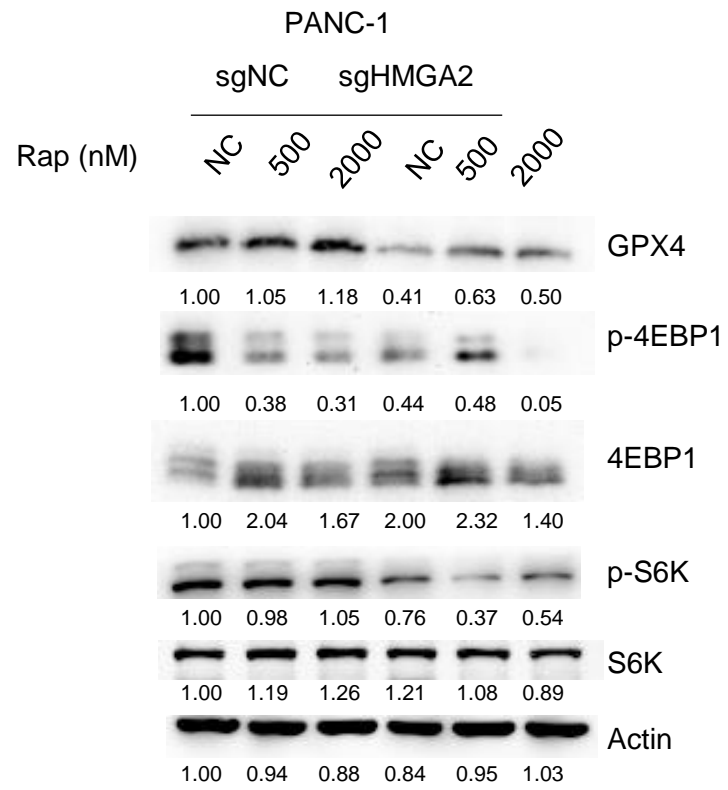 PANC-1
sgNC sgHMGA2
Rap (nM) NC 500 2000 NC 500 2000
GPX4
1.00 1.05 1.18 0.41 0.63 0.50
p-4EBP1
1.00 0.38 0.31 0.44 0.48 0.05
4EBP1
1.00 2.04 1.67 2.00 2.32 1.40
p-S6K
1.00 0.98 1.05 0.76 0.37 0.54
S6K
1.00 1.19 1.26 1.21 1.08 0.89
Actin
1.00 0.94 0.88 0.84 0.95 1.03